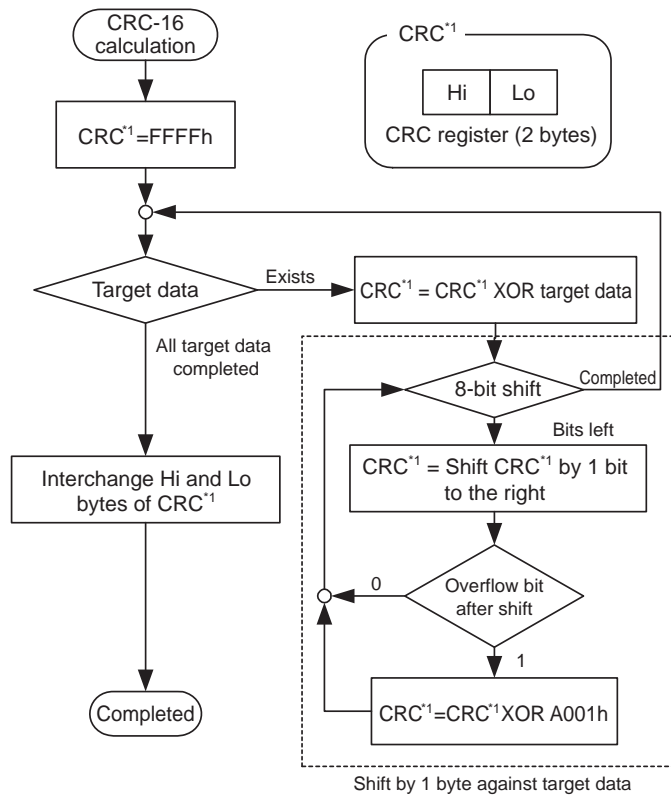 CRC-16
calculation
CRC*1
Hi Lo
CRC register (2 bytes)
CRC*1=FFFFh
Target data
Exists
CRC*1 = CRC*1 XOR target data
All target data
completed
8-bit shift
Completed
Bits left
Interchange Hi and Lo
bytes of CRC*1
CRC*1 = Shift CRC*1 by 1 bit
to the right
0
Overflow bit
after shift
1
Completed
CRC*1=CRC*1XOR A001h
Shift by 1 byte against target data